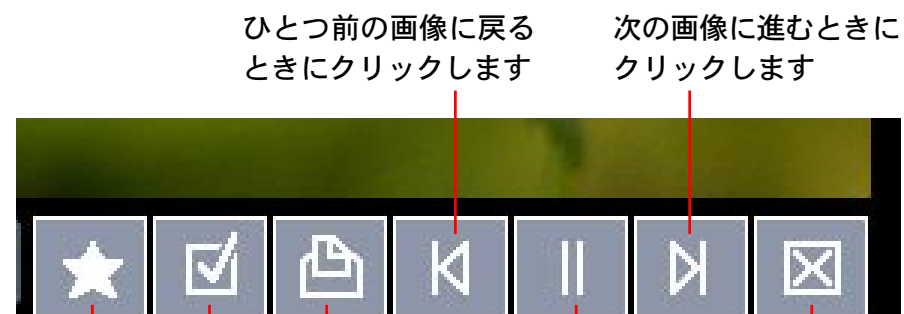 ひとつ前の画像に戻る
ときにクリックします
次の画像に進むときに
クリックします